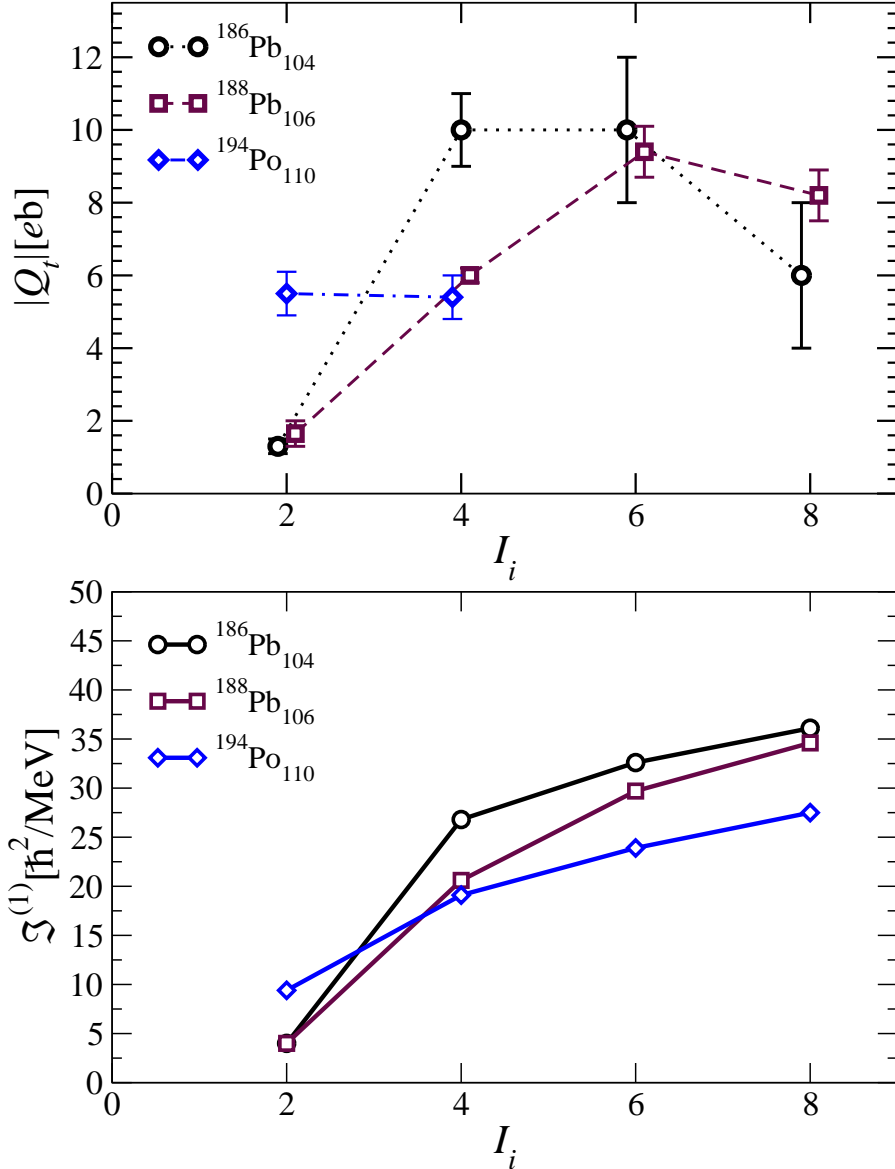 12
10
8
6
4
2
0
|Q_t| [eb]
¹⁸⁶Pb₁₀₄
¹⁸⁸Pb₁₀₆
¹⁹⁴Po₁₁₀
0 2 4 6 8
I_i
50
45
40
35
30
25
20
15
10
5
0
ℑ⁽¹⁾[ħ²/MeV]
¹⁸⁶Pb₁₀₄
¹⁸⁸Pb₁₀₆
¹⁹⁴Po₁₁₀
0 2 4 6 8
I_i